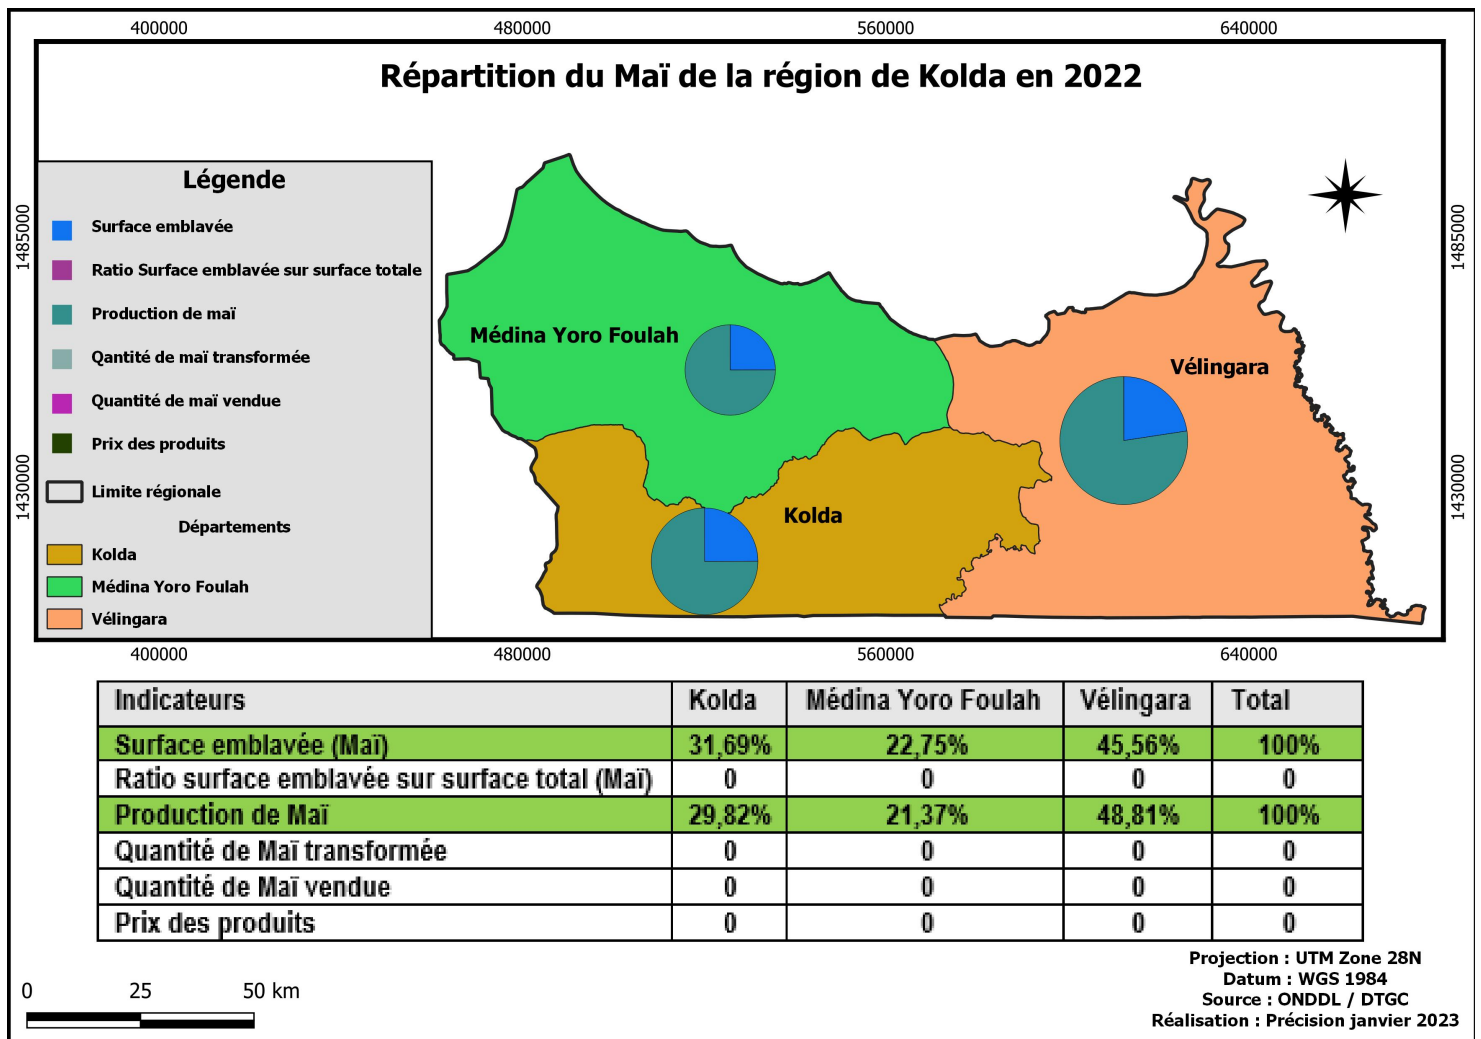 400000 480000 560000 640000
Répartition du Maï de la région de Kolda en 2022
1485000
1430000
1485000
1430000
Légende
Surface emblavée
Ratio Surface emblavée sur surface totale
Production de maï
Qantité de maï transformée
Quantité de maï vendue
Prix des produits
Limite régionale
Départements
Kolda
Médina Yoro Foulah
Vélingara
Médina Yoro Foulah
Vélingara
Kolda
400000 480000 560000 640000
Indicateurs Kolda Médina Yoro Foulah Vélingara Total
Surface emblavée (Maï) 31,69% 22,75% 45,56% 100%
Ratio surface emblavée sur surface total (Maï) 0 0 0 0
Production de Maï 29,82% 21,37% 48,81% 100%
Quantité de Maï transformée 0 0 0 0
Quantité de Maï vendue 0 0 0 0
Prix des produits 0 0 0 0
0 25 50 km
Projection : UTM Zone 28N
Datum : WGS 1984
Source : ONDDL / DTGC
Réalisation : Précision janvier 2023